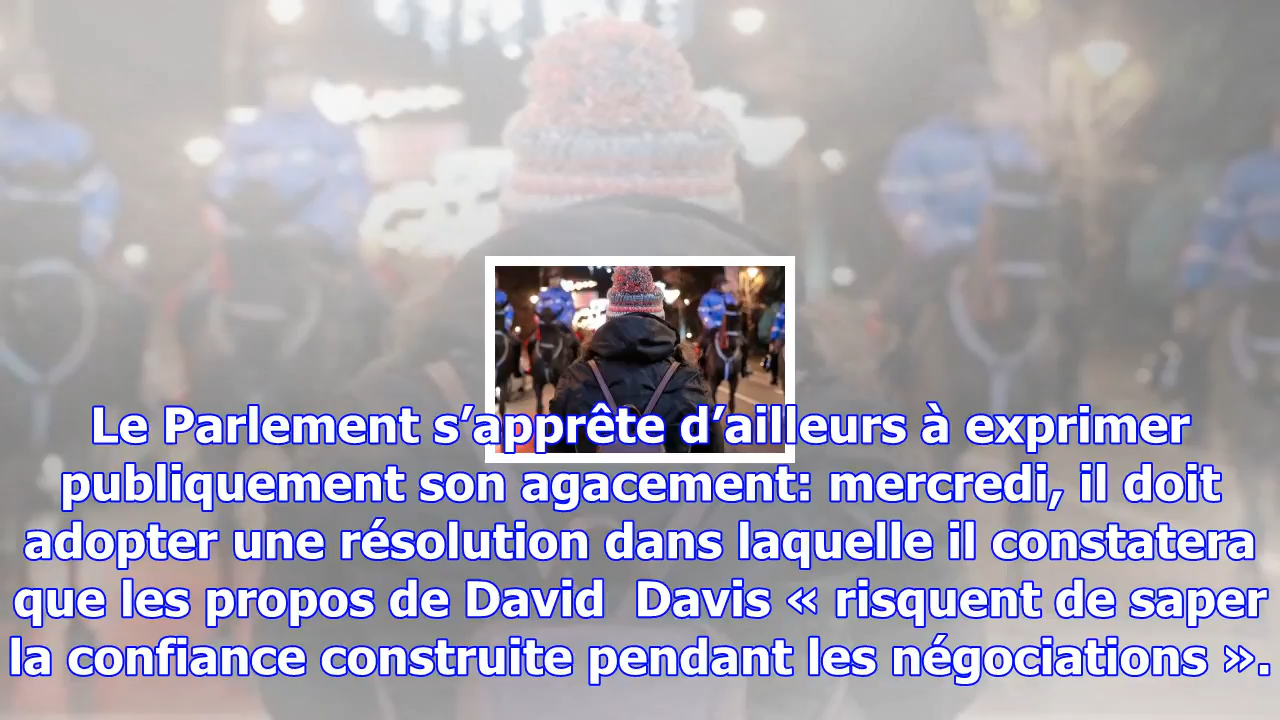 Le Parlement s’apprête d’ailleurs à exprimer
publiquement son agacement: mercredi, il doit
adopter une résolution dans laquelle il constatera
que les propos de David  Davis « risquent de saper
la confiance construite pendant les négociations ».